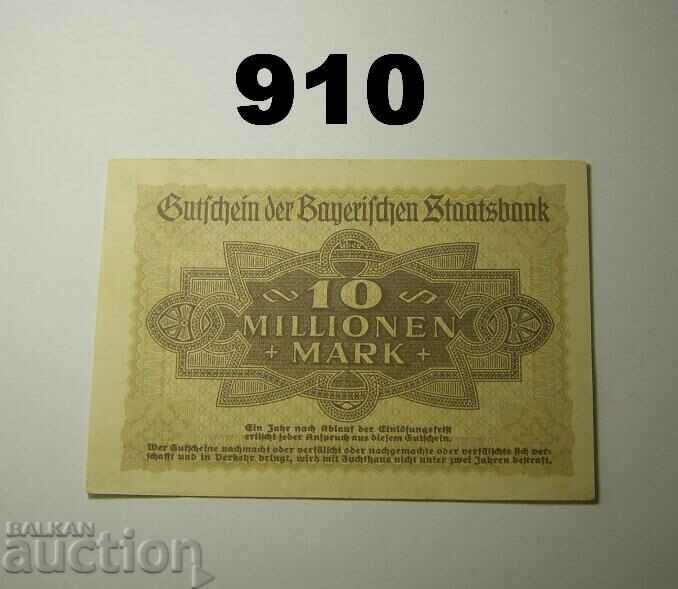 910
Gutschein der Bayerischen Staatsbank
10
MILLIONEN
+ MARK +
Ein Jahr nach Ablauf der Einlösungsfrist
erlischt jeder Anspruch aus diesem Gutschein.
Wer Gutscheine nachmacht oder verfälscht oder nachgemachte oder verfälschte sich ver-
schafft und in Verkehr bringt, wird mit Zuchthaus nicht unter zwei Jahren bestraft.
BALKAN
auction